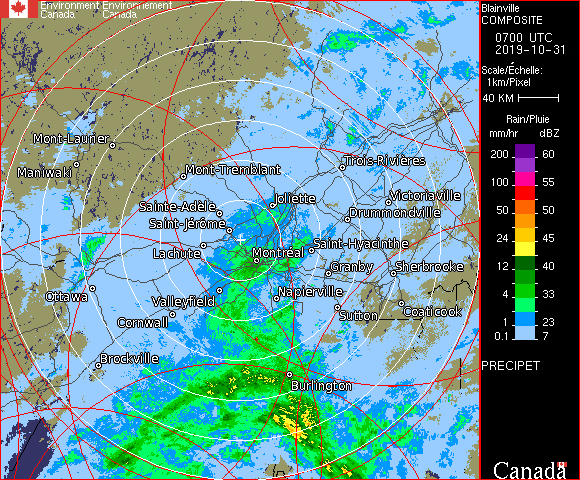 Environment Environnement
Canada Canada
Blainville
COMPOSITE
0700 UTC
2019-10-31
Scale/Échelle:
1km/Pixel
40 KM
Rain/Pluie
mm/hr dBZ
200 60
150 57
100 55
50 50
24 45
12 40
4 33
1 23
0.1 7
PRECIPET
Canada
Mont-Laurier
Maniwaki
Mont-Tremblant
Trois-Rivières
Sainte-Adèle
Joliette
Victoriaville
Drummondville
Saint-Jérôme
Saint-Hyacinthe
Lachute
Montréal
Granby
Sherbrooke
Ottawa
Valleyfield
Napierville
Cornwall
Sutton
Coaticook
Brockville
Burlington